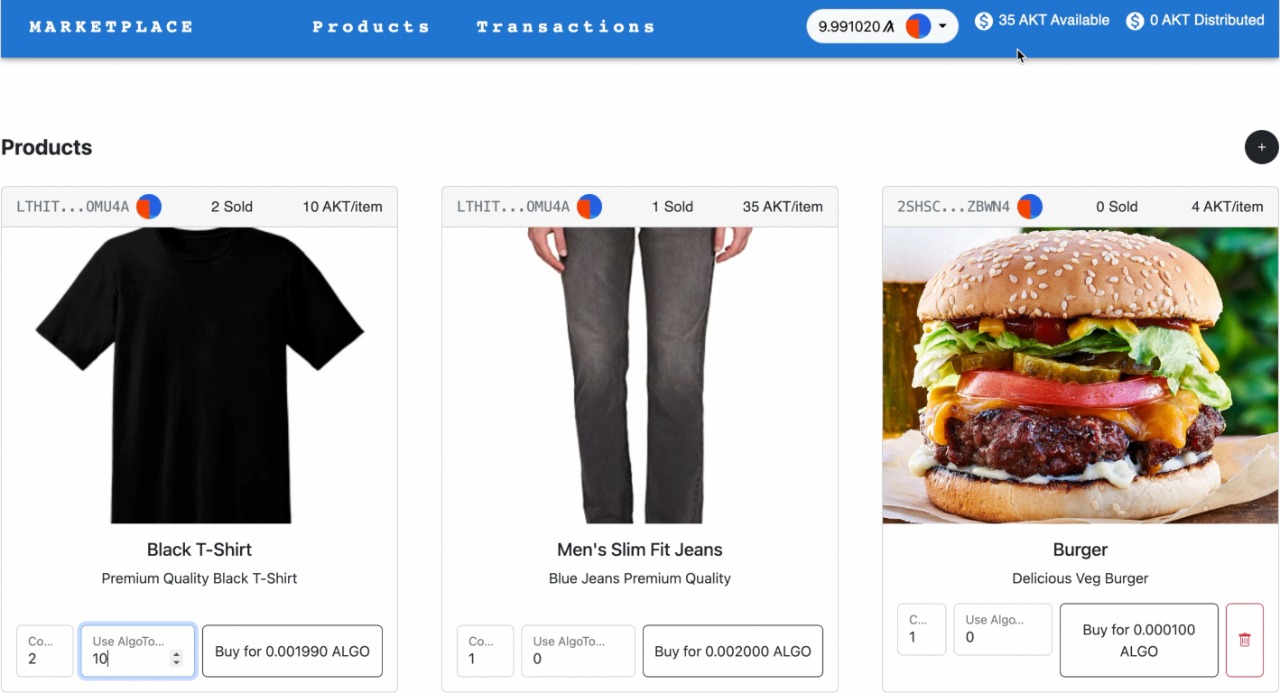 MARKETPLACE Products Transactions 9.991020 35 AKT Available 0 AKT Distributed
Products
+
LTHIT...OMU4A 2 Sold 10 AKT/item
Black T-Shirt
Premium Quality Black T-Shirt
Co... Use AlgoTo...
2 10 Buy for 0.001990 ALGO
LTHIT...OMU4A 1 Sold 35 AKT/item
Men's Slim Fit Jeans
Blue Jeans Premium Quality
Co... Use AlgoTo...
1 0 Buy for 0.002000 ALGO
2SHSC...ZBWN4 0 Sold 4 AKT/item
Burger
Delicious Veg Burger
C... Use Algo...
1 0
Buy for 0.000100
ALGO